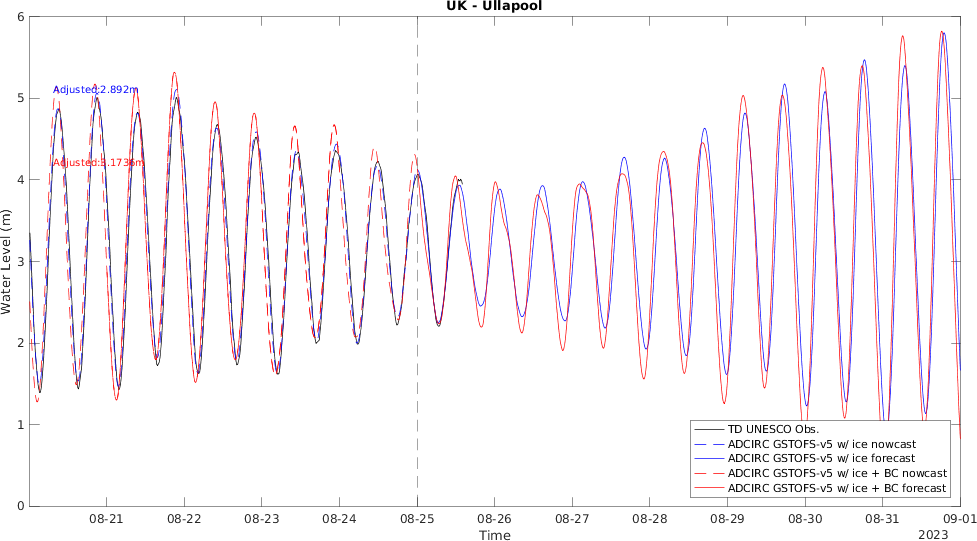 UK - Ullapool
6
5
4
3
2
1
0
Water Level (m)
Adjusted:2.892m
Adjusted:3.1736m
TD UNESCO Obs.
ADCIRC GSTOFS-v5 w/ ice nowcast
ADCIRC GSTOFS-v5 w/ ice forecast
ADCIRC GSTOFS-v5 w/ ice + BC nowcast
ADCIRC GSTOFS-v5 w/ ice + BC forecast
08-21 08-22 08-23 08-24 08-25 08-26 08-27 08-28 08-29 08-30 08-31 09-01
Time
2023